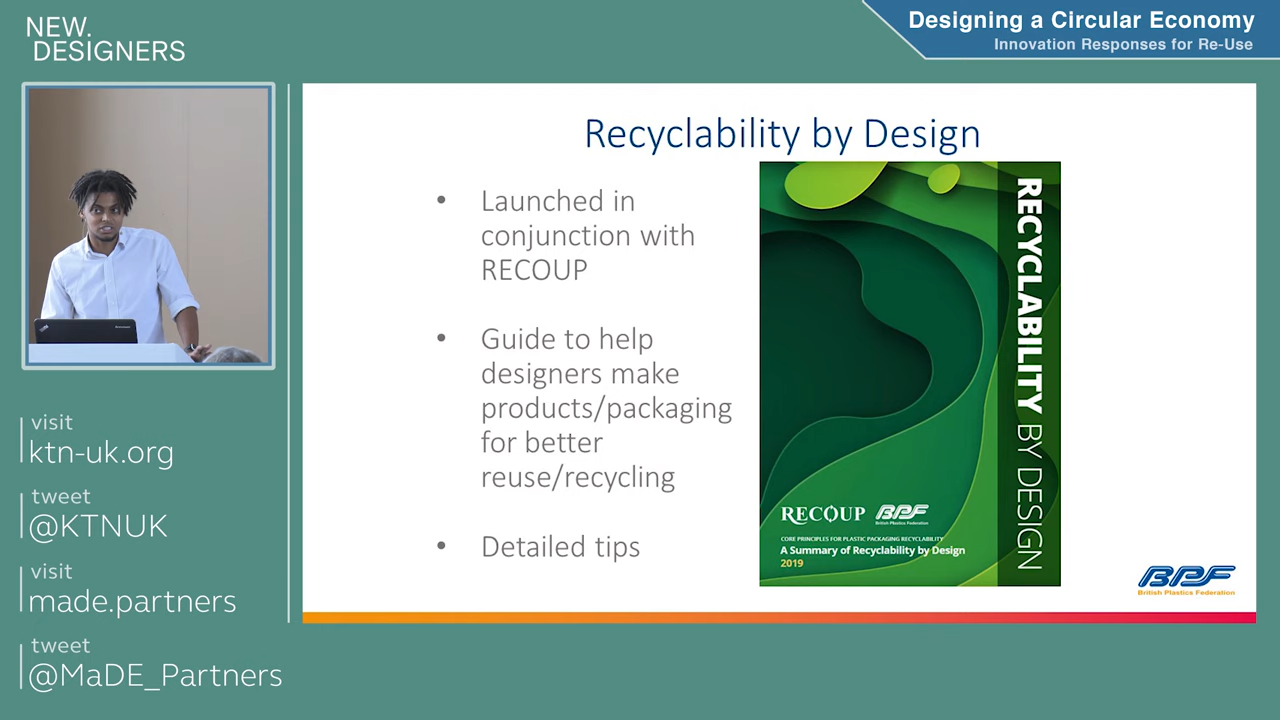 NEW.
DESIGNERS
Designing a Circular Economy
Innovation Responses for Re-Use
visit
ktn-uk.org
tweet
@KTNUK
visit
made.partners
tweet
@MaDE_Partners
Recyclability by Design
• Launched in
conjunction with
RECOUP
• Guide to help
designers make
products/packaging
for better
reuse/recycling
• Detailed tips
RECYCLABILITY BY DESIGN
RECOUP
BPF
British Plastics Federation
CORE PRINCIPLES FOR PLASTIC PACKAGING RECYCLABILITY
A Summary of Recyclability by Design
2019
BPF
British Plastics Federation